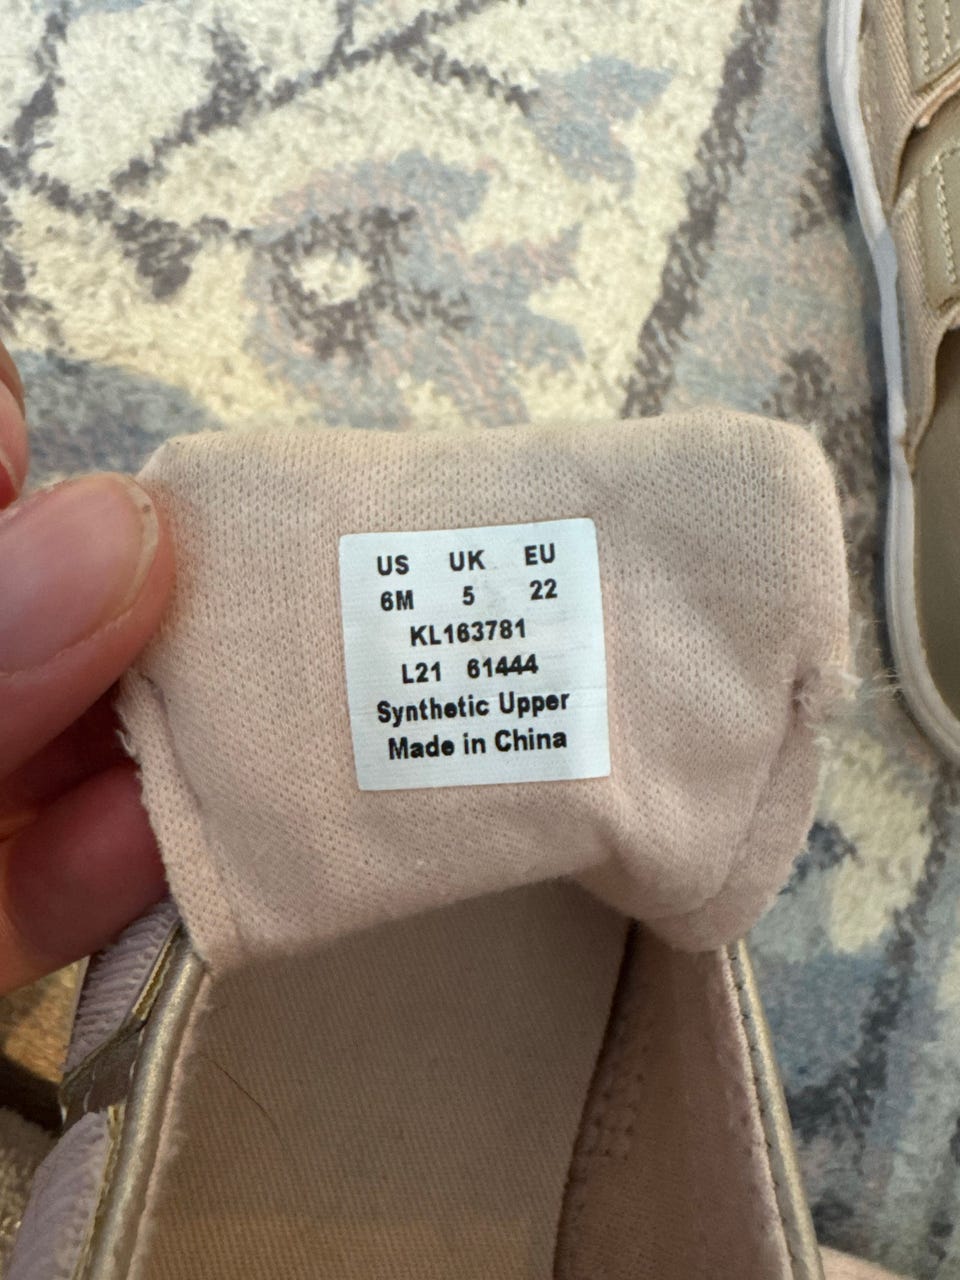 US UK EU
6M 5 22
KL163781
L21 61444
Synthetic Upper
Made in China